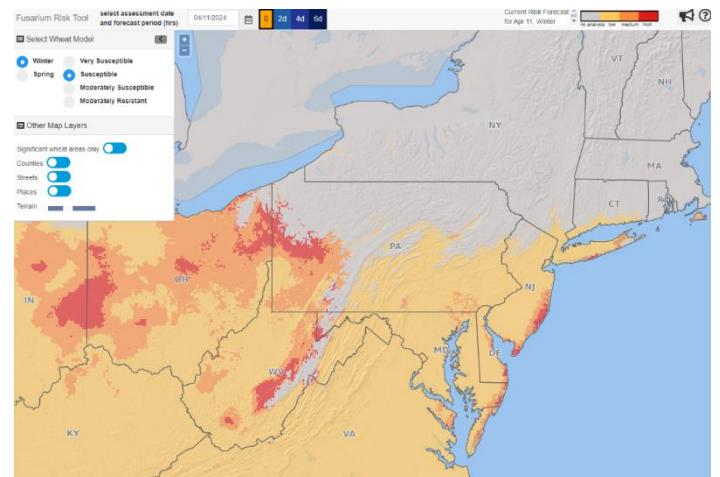 Fusarium Risk Tool
select assessment date
and forecast period (hrs)
04/11/2024
0 2d 4d 6d
Current Risk Forecast
for Apr 11, Winter
no analysis low medium high
Select Wheat Model
Winter
Spring
Very Susceptible
Susceptible
Moderately Susceptible
Moderately Resistant
Other Map Layers
Significant wheat areas only
Counties
Streets
Places
Terrain
VT
NH
NY
MA
CT
PA
NJ
OH
IN
MD
DE
WV
KY
VA